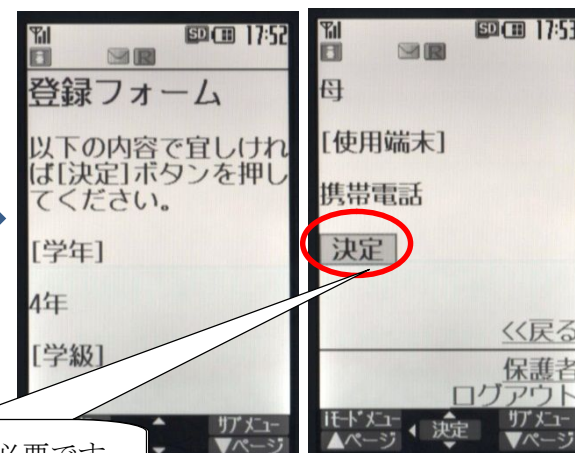 17:52
登録フォーム
以下の内容で宜しけれ
ば[決定]ボタンを押し
てください。
[学年]
4年
[学級]
サブメニュー
▼ページ
17:53
母
[使用端末]
携帯電話
決定
<<戻る
保護者
ログアウト
iモードメニュー
サブメニュー
▲ページ
決定
▼ページ
必要です